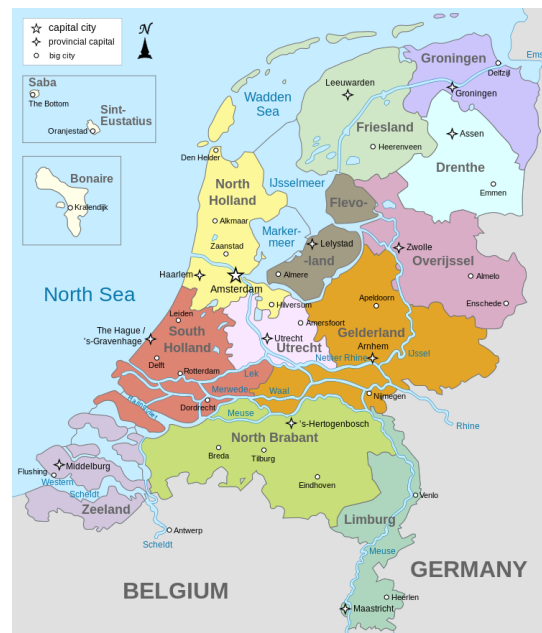 capital city
provincial capital
big city
N
Saba
The Bottom
Sint-
Eustatius
Oranjestad
Bonaire
Kralendijk
North Sea
Wadden
Sea
Leeuwarden
Friesland
Heerenveen
Groningen
Delfzijl
Ems
Groningen
Assen
Drenthe
Emmen
Den Helder
North
Holland
IJsselmeer
Alkmaar
Zaanstad
Marker-
meer
Flevo-
-land
Lelystad
Almere
Zwolle
Overijssel
Almelo
Enschede
Haarlem
Amsterdam
Hilversum
Apeldoorn
Amersfoort
Gelderland
Arnhem
IJssel
Leiden
South
Holland
The Hague /
's-Gravenhage
Delft
Rotterdam
Utrecht
Utrecht
Nether Rhine
Lek
Merwede
Waal
Dordrecht
Meuse
Nijmegen
Rhine
's-Hertogenbosch
North Brabant
Breda
Tilburg
Eindhoven
Middelburg
Flushing
Western
Scheldt
Zeeland
Antwerp
Scheldt
Venlo
Limburg
Meuse
Heerlen
Maastricht
BELGIUM
GERMANY